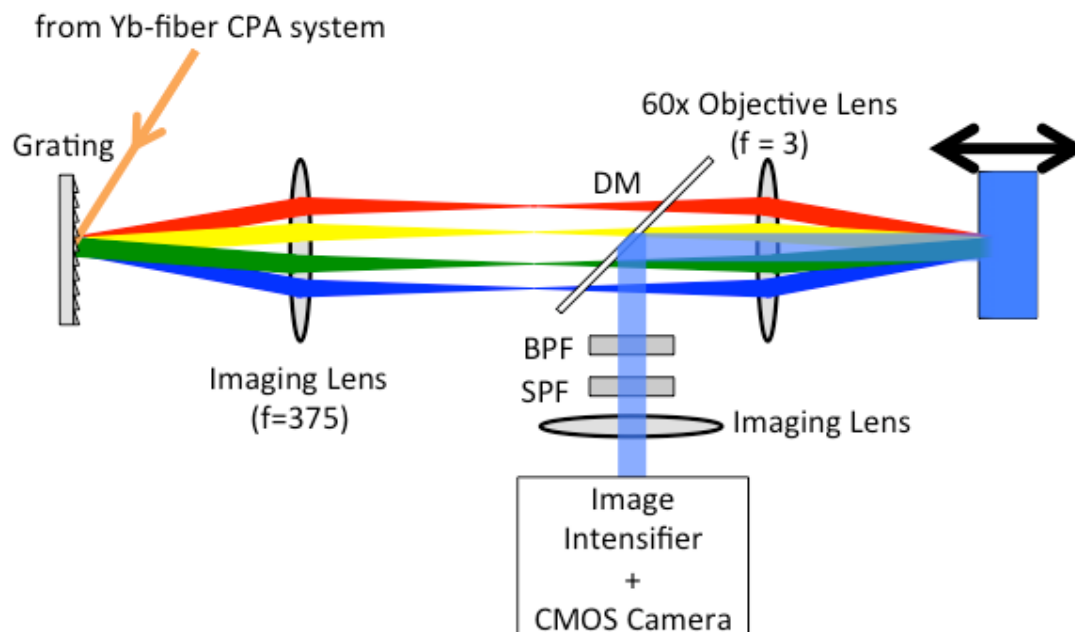 from Yb-fiber CPA system
Grating
60x Objective Lens
(f = 3)
DM
Imaging Lens
(f=375)
BPF
SPF
Imaging Lens
Image
Intensifier
+
CMOS Camera